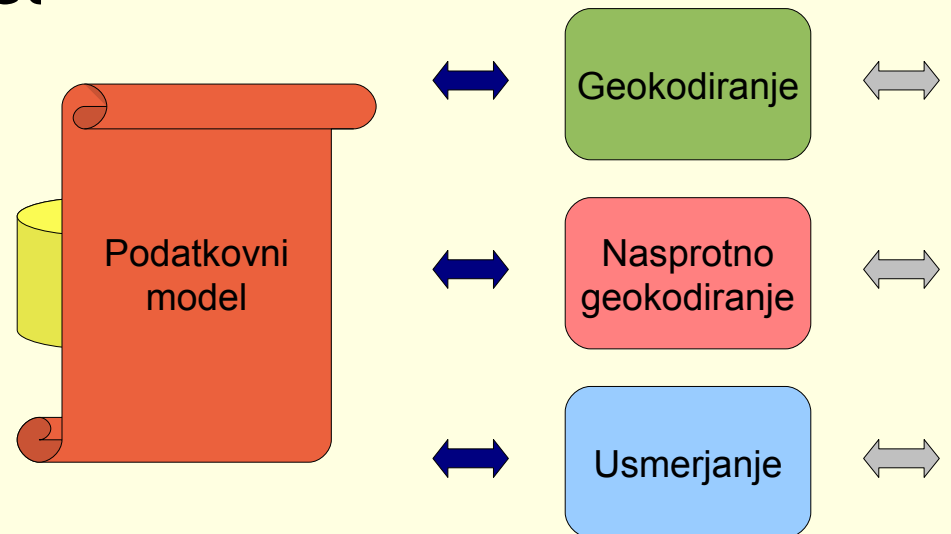 Podatkovni
model
Geokodiranje
Nasprotno
geokodiranje
Usmerjanje